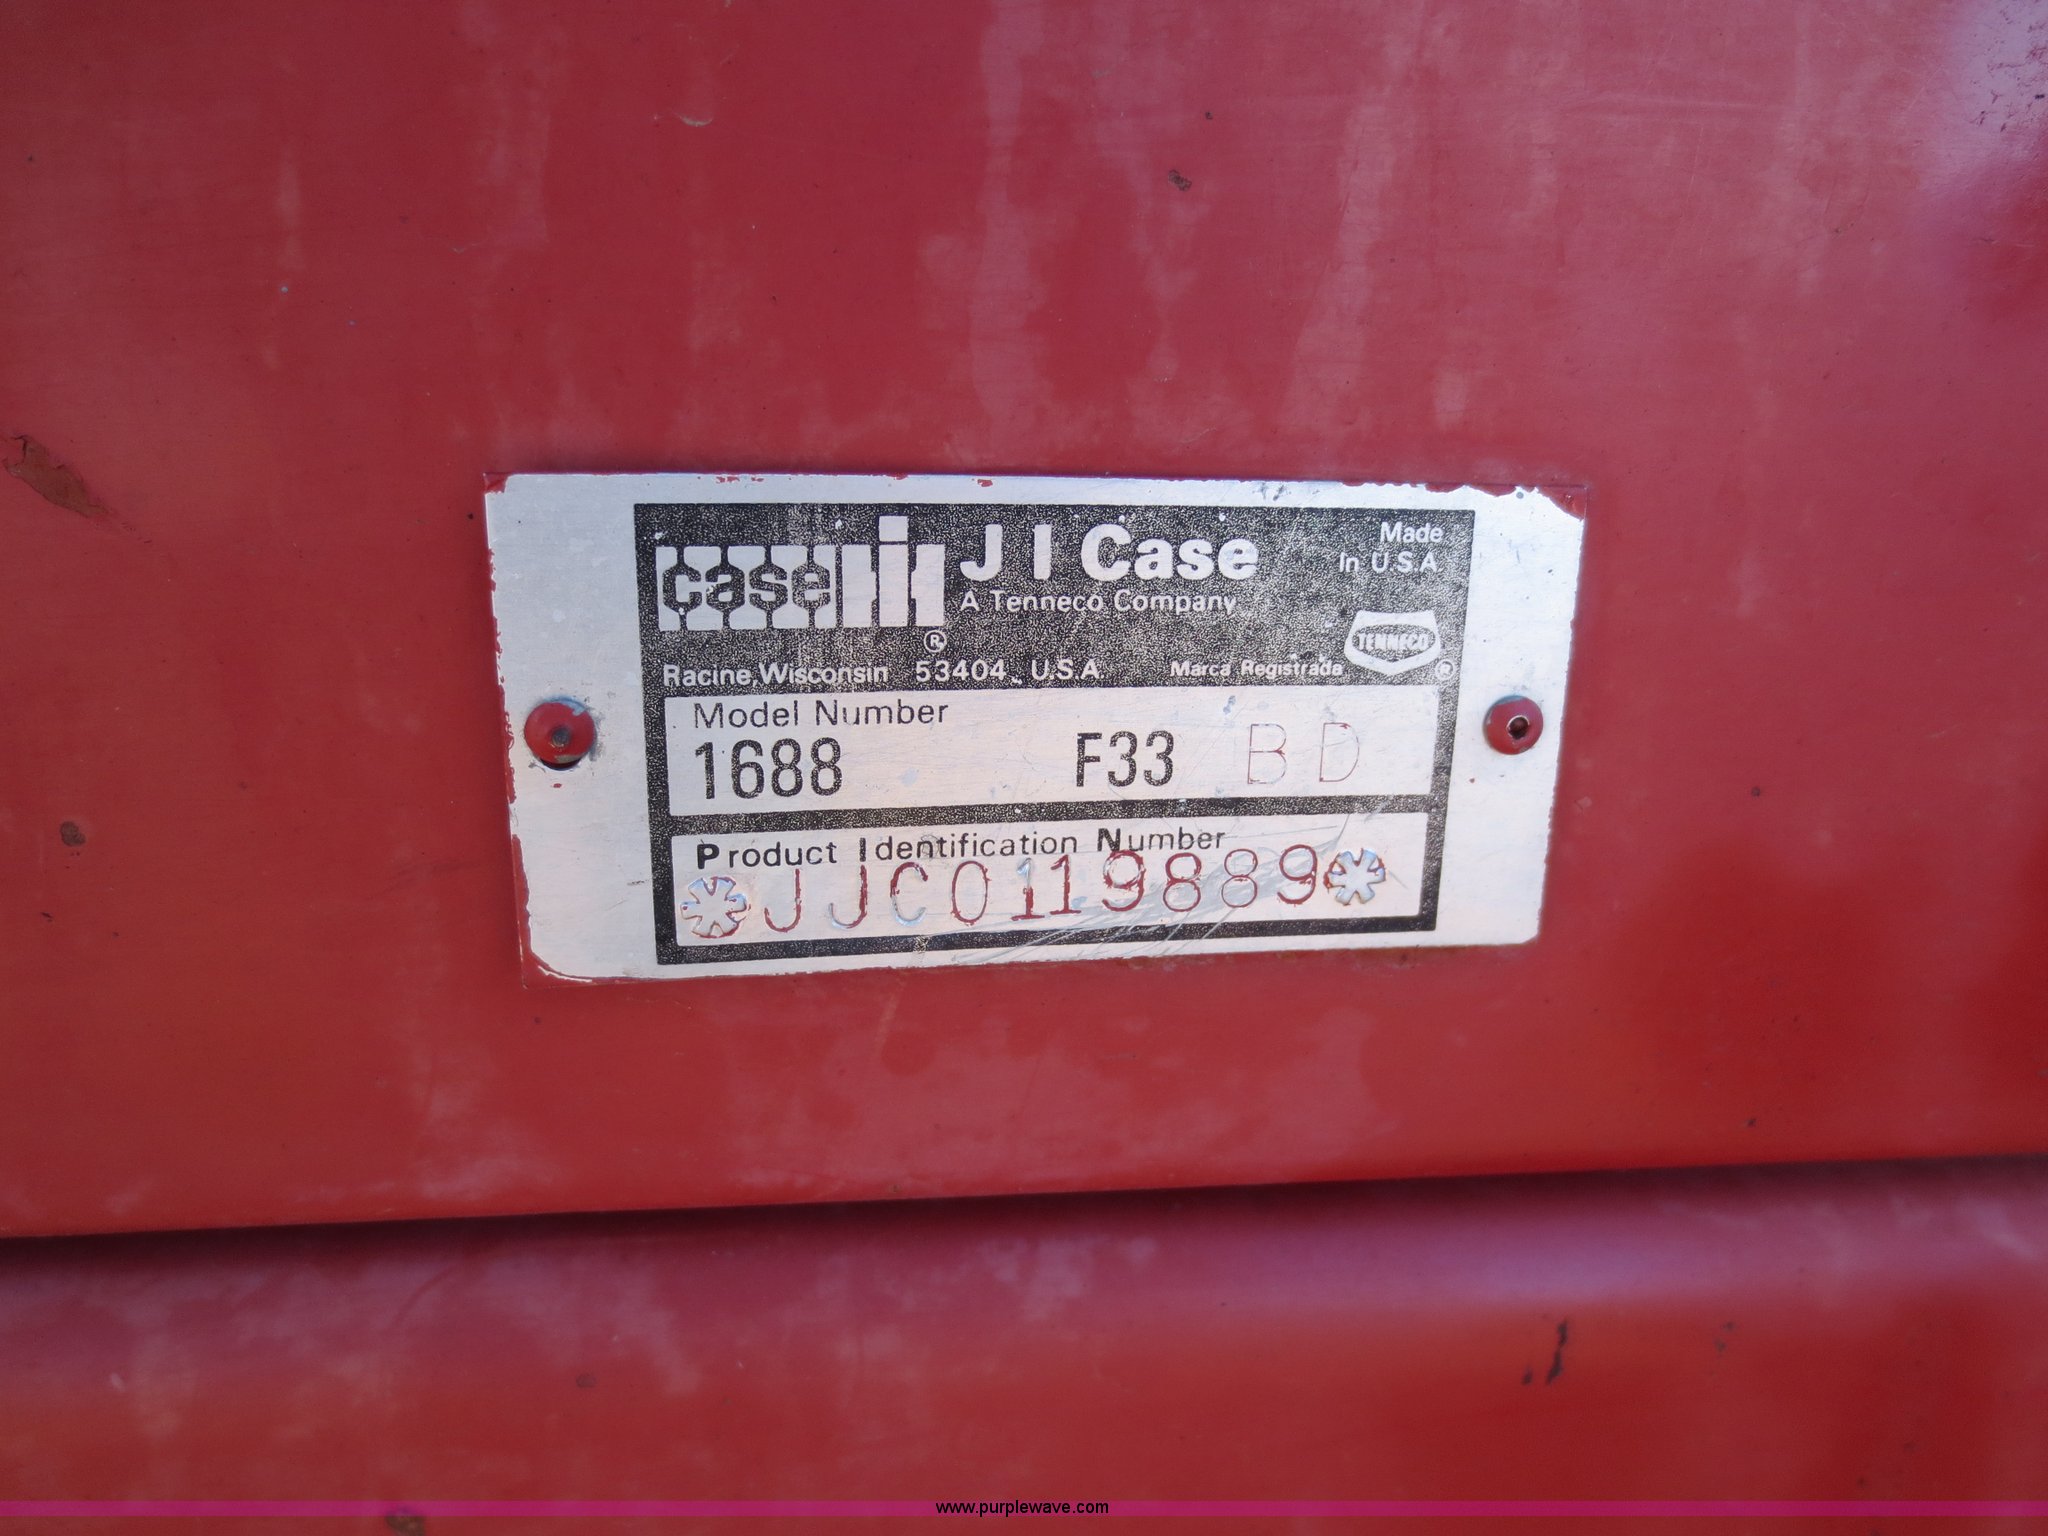 case IH ® J I Case
A Tenneco Company
Made
In U.S.A
TENNECO ®
Racine, Wisconsin 53404 U.S.A
Marca Registrada
Model Number
1688 F33 BD
Product Identification Number
*JJC0119889*
www.purplewave.com